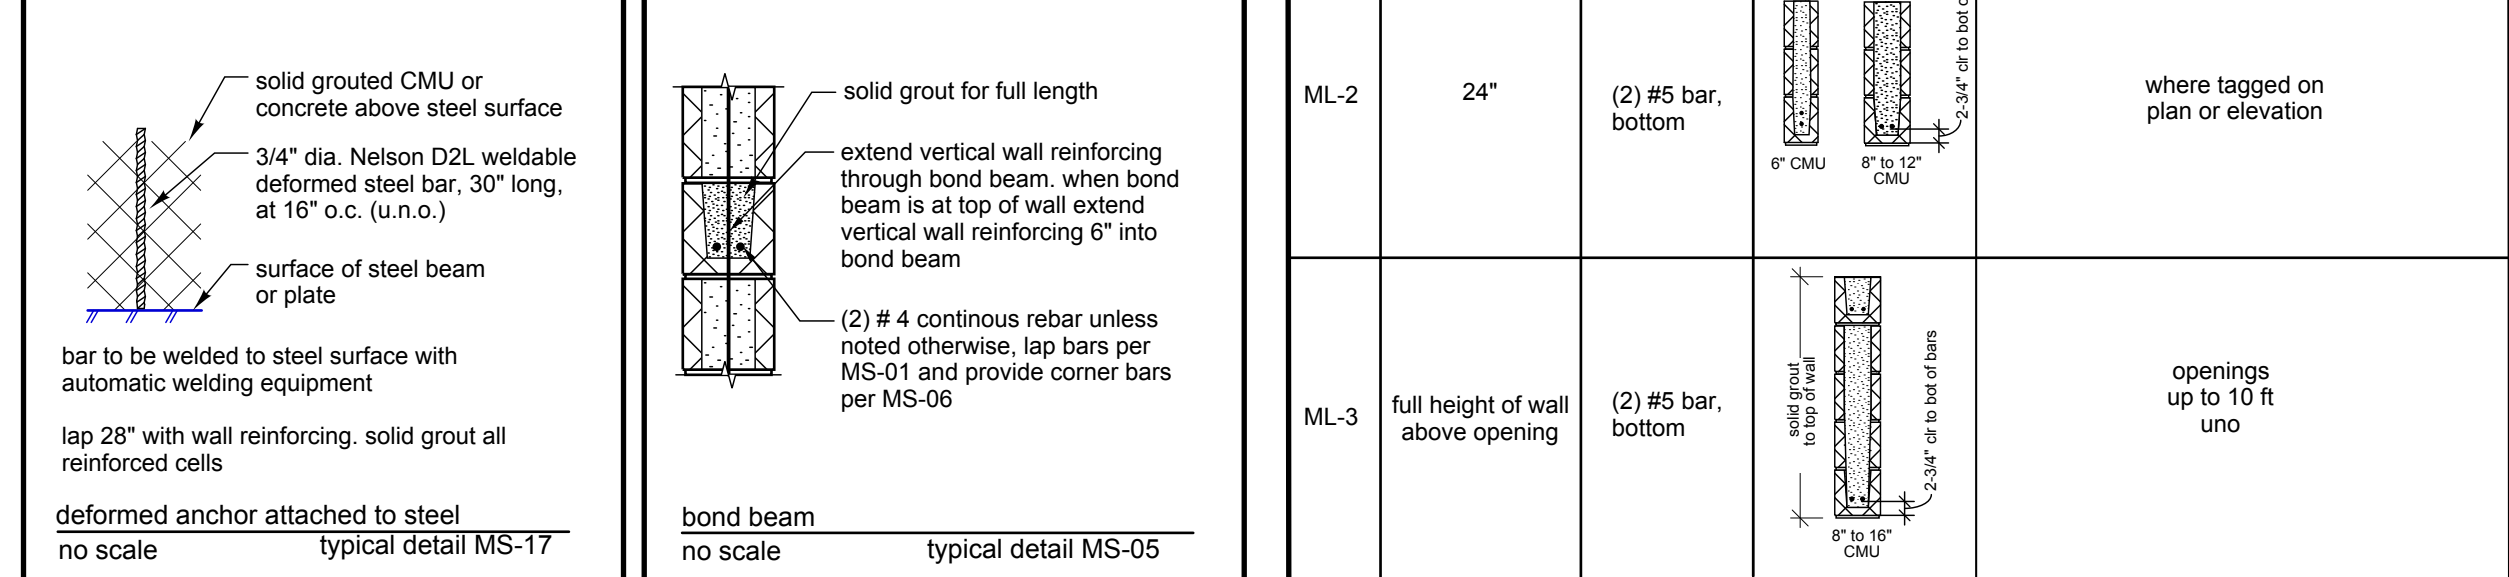 solid grouted CMU or
concrete above steel surface
3/4" dia. Nelson D2L weldable
deformed steel bar, 30" long,
at 16" o.c. (u.n.o.)
surface of steel beam
or plate
bar to be welded to steel surface with
automatic welding equipment
lap 28" with wall reinforcing. solid grout all
reinforced cells
deformed anchor attached to steel
no scale typical detail MS-17
solid grout for full length
extend vertical wall reinforcing
through bond beam. when bond
beam is at top of wall extend
vertical wall reinforcing 6" into
bond beam
(2) # 4 continous rebar unless
noted otherwise, lap bars per
MS-01 and provide corner bars
per MS-06
bond beam
no scale typical detail MS-05
ML-2
24"
(2) #5 bar,
bottom
6" CMU
8" to 12"
CMU
2-3/4" clr to bot
where tagged on
plan or elevation
ML-3
full height of wall
above opening
(2) #5 bar,
bottom
solid grout
to top of wall
2-3/4" clr to bot of bars
8" to 16"
CMU
openings
up to 10 ft
uno